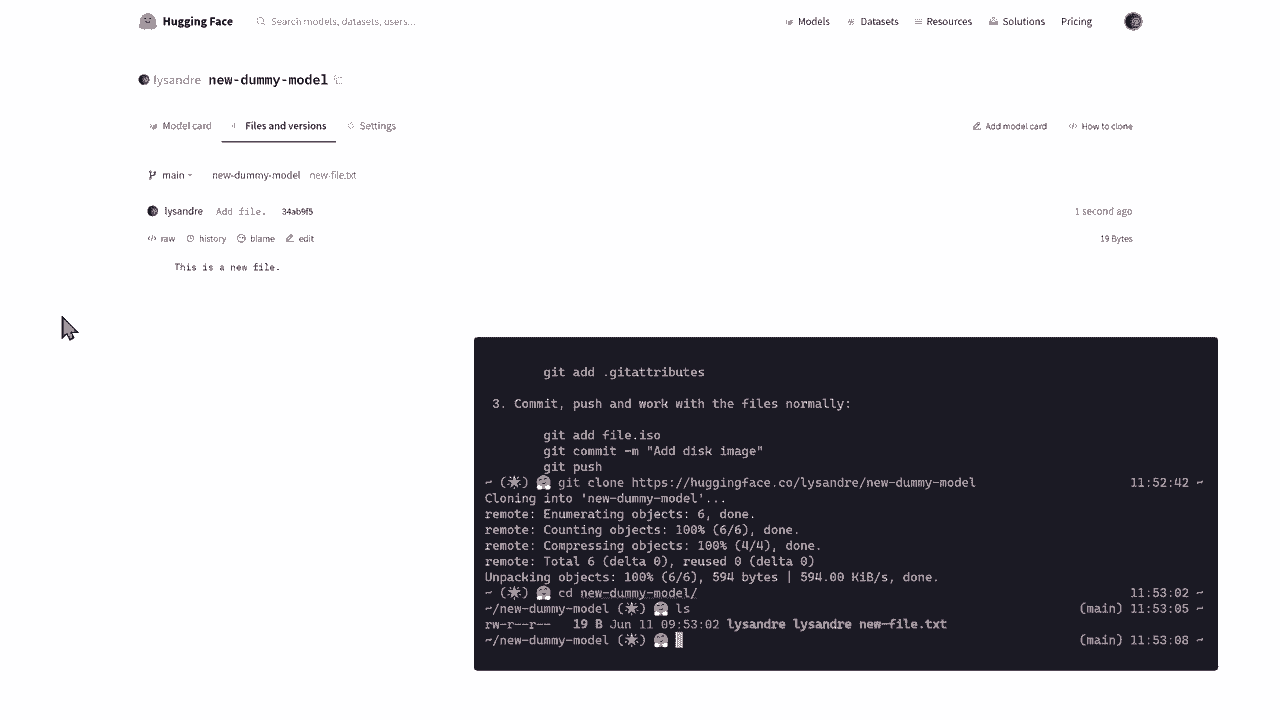 Hugging Face Search models, datasets, users... Models Datasets Resources Solutions Pricing
lysandre new-dummy-model
Model card Files and versions Settings Add model card How to clone
main new-dummy-model new-file.txt
lysandre Add file. 34ab9f5 1 second ago
raw history blame edit 19 Bytes
This is a new file.
git add .gitattributes
3. Commit, push and work with the files normally:
git add file.iso
git commit -m "Add disk image"
git push
~ (☀) 🤗 git clone https://huggingface.co/lysandre/new-dummy-model 11:52:42 ~
Cloning into 'new-dummy-model'...
remote: Enumerating objects: 6, done.
remote: Counting objects: 100% (6/6), done.
remote: Compressing objects: 100% (4/4), done.
remote: Total 6 (delta 0), reused 0 (delta 0)
Unpacking objects: 100% (6/6), 594 bytes | 594.00 KiB/s, done.
~ (☀) 🤗 cd new-dummy-model/ 11:53:02 ~
~/new-dummy-model (☀) 🤗 ls (main) 11:53:05 ~
rw-r--r-- 19 B Jun 11 09:53:02 lysandre lysandre new-file.txt
~/new-dummy-model (☀) 🤗 (main) 11:53:08 ~